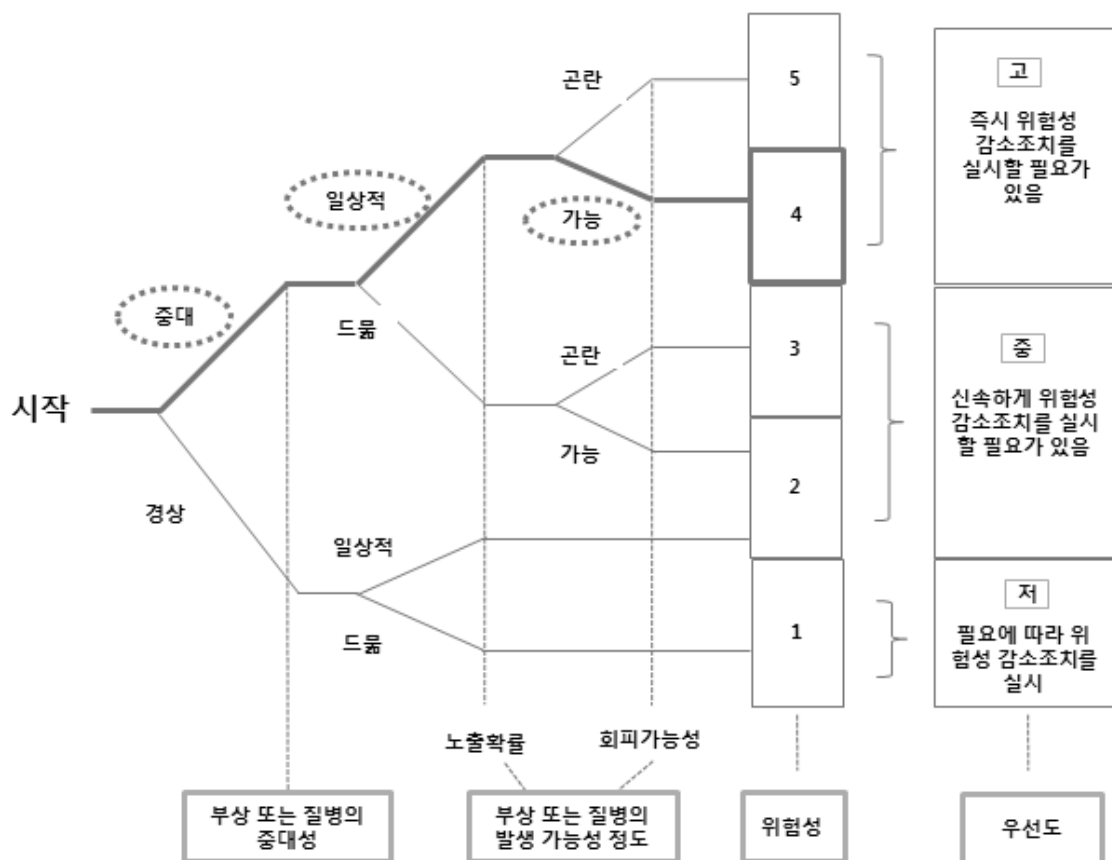 곤란
5
고
즉시 위험성
감소조치를
실시할 필요가
있음
일상적
가능
4
중대
드묾
곤란
3
중
신속하게 위험성
감소조치를 실시
할 필요가 있음
시작
가능
2
경상
일상적
드묾
1
저
필요에 따라 위
험성 감소조치를
실시
노출확률
회피가능성
부상 또는 질병의
중대성
부상 또는 질병의
발생 가능성 정도
위험성
우선도